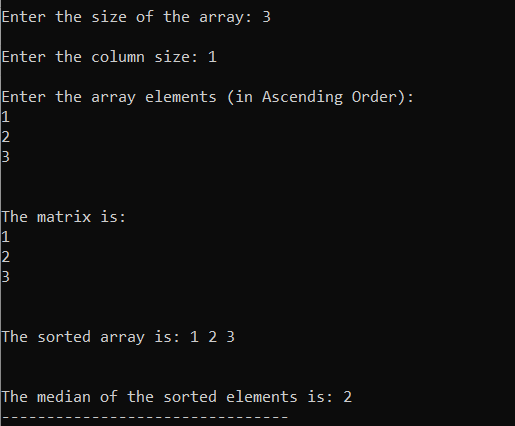 Enter the size of the array: 3
Enter the column size: 1
Enter the array elements (in Ascending Order):
1
2
3
The matrix is:
1
2
3
The sorted array is: 1 2 3
The median of the sorted elements is: 2
--------------------------------